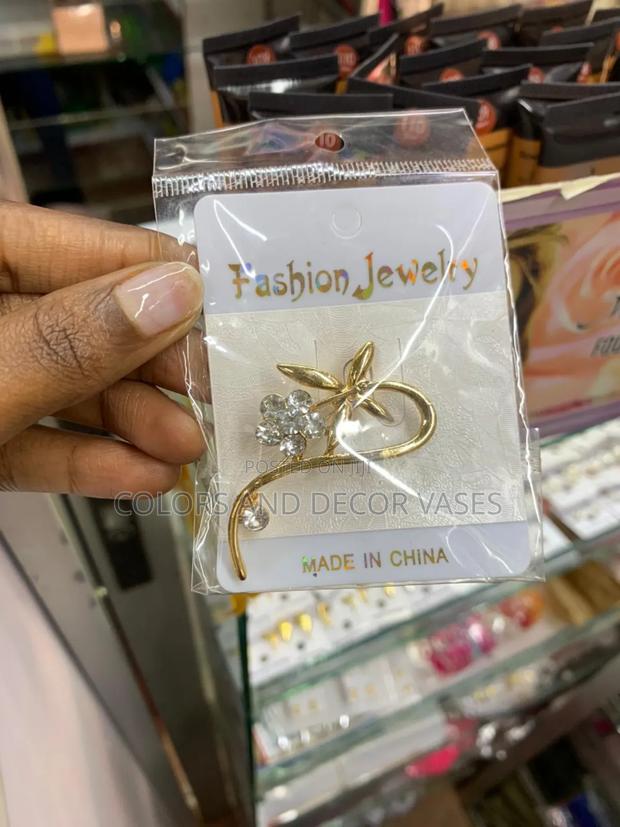 Fashion Jewelry
POSTED ON Jiji
COLORS AND DECOR VASES
MADE IN CHINA